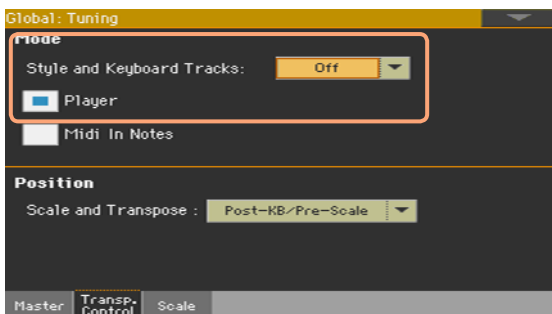 Global: Tuning
Mode
Style and Keyboard Tracks: Off
Player
Midi In Notes
Position
Scale and Transpose : Post-KB/Pre-Scale
Master Transp. Control Scale